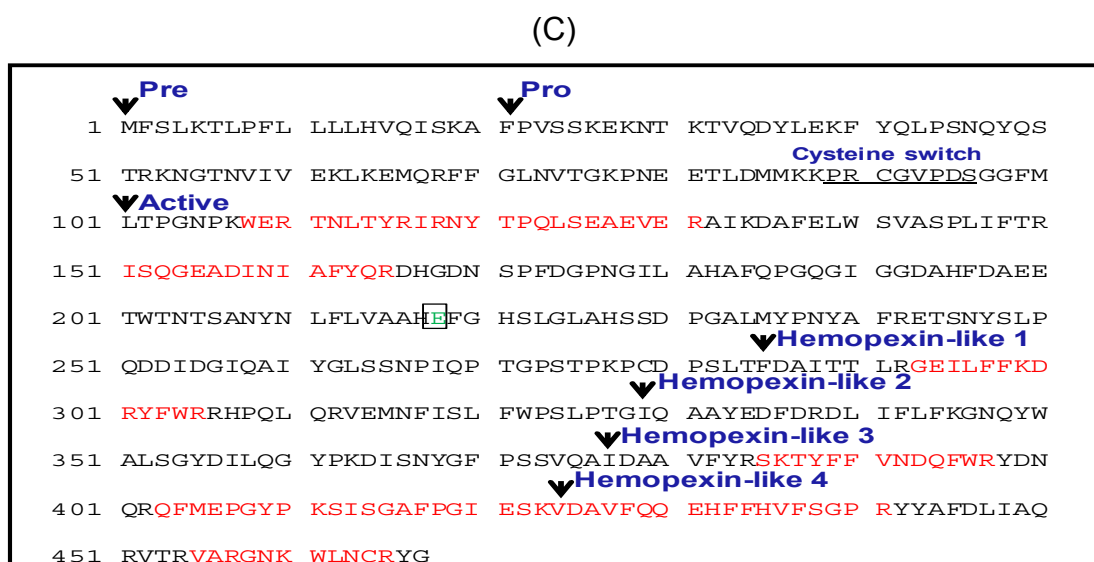 (C)
Pre Pro
1 MFSLKTLPFL LLLHVQISKA FPVSSKEKNT KTVQDYLEKF YQLPSNQYQS
Cysteine switch
51 TRKNGTNVIV EKLKEMQRFF GLNVTGKPNE ETLDMMKKPR CGVPDSGGFM
Active
101 LTPGNPKWER TNLTYRIRNY TPQLSEAEVER RAIKDAFELW SVASPLIFTR
151 ISQGEADINI AFYQRDHGDN SPFDGPNGIL AHAFQPGQGI GGDAHFDAEE
201 TWTNTSANYN LFLVAAHEFG HSLGLAHSSD PGALMYPNYA FRETSNYSLP
Hemopexin-like 1
251 QDDIDGIQAI YGLSSNPIQP TGPSTPKPCD PSLTFDAITT LRGEILFFKD
Hemopexin-like 2
301 RYFWRRHPQL QRVEMNFISL FWPSLPTGIQ AAYEDFDRDL IFLFKGNQYW
Hemopexin-like 3
351 ALSGYDILQG YPKDISNYGF PSSVQAIDAA VFYRSKTYFF VNDQFWRYDN
Hemopexin-like 4
401 QRQFMEPGYP KSISGAFPGI ESKVDAVFQQ EHFFHVFSGP RYYAFDLIAQ
451 RVTRVARGNK WLNCRYG